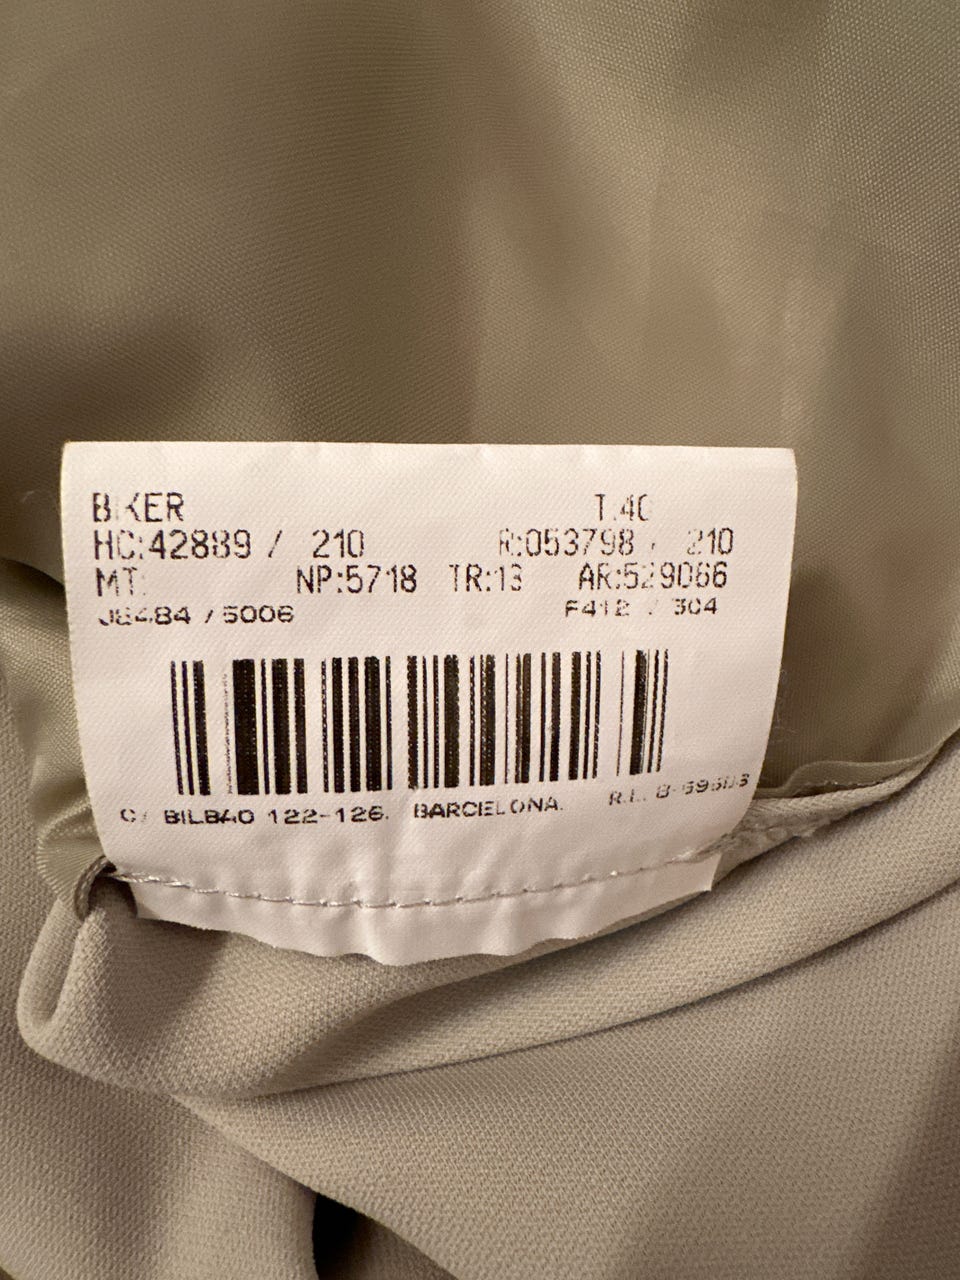 BIKER T.40
HC:42889 / 210 R:053798 / 210
MT: NP:5718 TR:13 AR:529066
J8484 / 5006 F412 / 304
C/ BILBAO 122-126. BARCELONA. R.I.